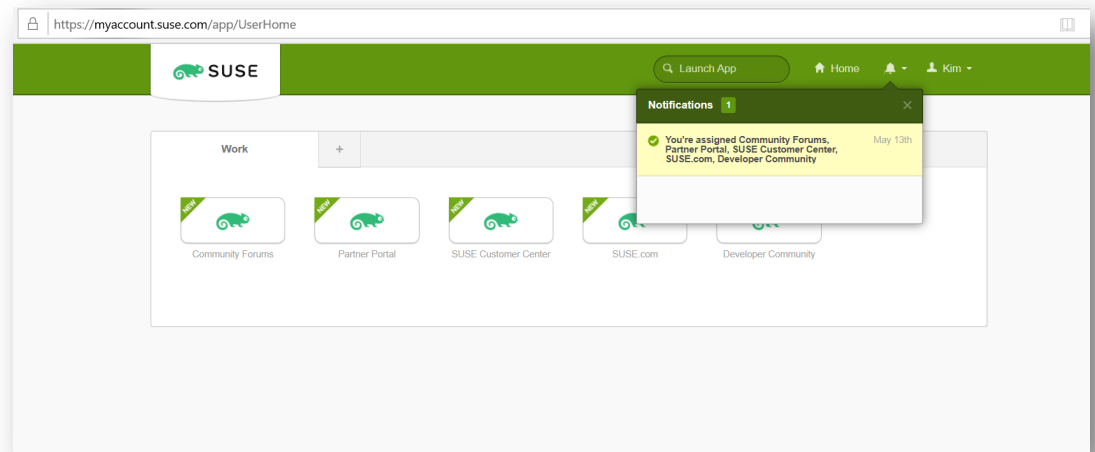 https://myaccount.suse.com/app/UserHome
SUSE
Launch App
Home
Kim
Notifications 1
You're assigned Community Forums,
Partner Portal, SUSE Customer Center,
SUSE.com, Developer Community
May 13th
Work
+
NEW
NEW
NEW
NEW
Community Forums
Partner Portal
SUSE Customer Center
SUSE.com
Developer Community